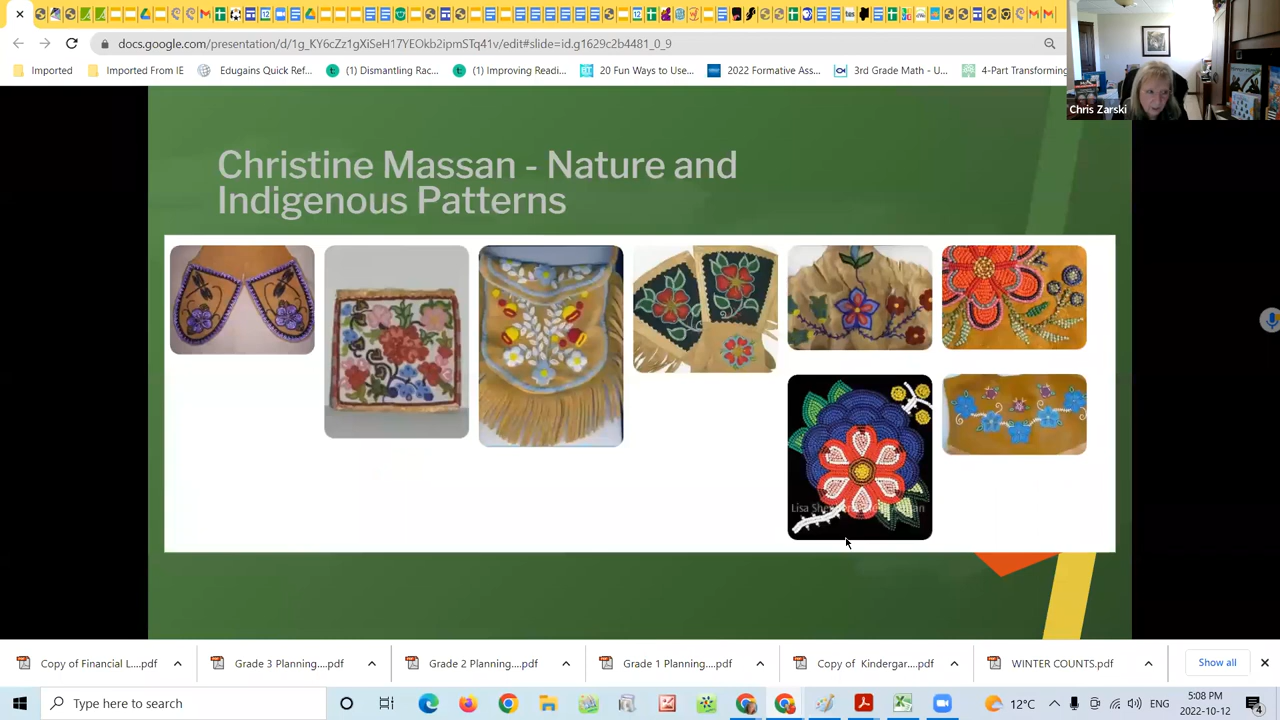 docs.google.com/presentation/d/1g_KY6cZz1gXiSeH17YEOkb2ipmSTq41v/edit#slide=id.g1629c2b4481_0_9
Imported
Imported From IE
Edugains Quick Ref...
(1) Dismantling Rac...
(1) Improving Readi...
20 Fun Ways to Use...
2022 Formative Ass...
3rd Grade Math - U...
4-Part Transforming
Chris Zarski
Christine Massan - Nature and
Indigenous Patterns
Copy of Financial L....pdf
Grade 3 Planning....pdf
Grade 2 Planning....pdf
Grade 1 Planning....pdf
Copy of Kindergar....pdf
WINTER COUNTS.pdf
Show all
Type here to search
12°C
ENG
5:08 PM
2022-10-12
4